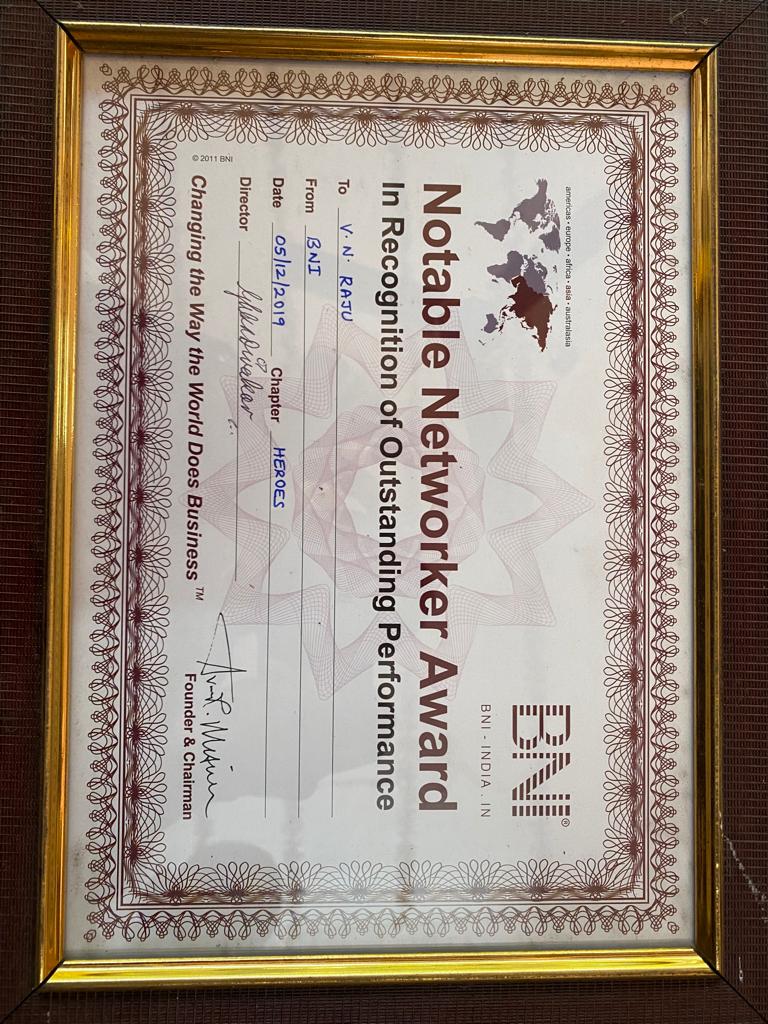 americas • europe • africa • asia • australasia
BNI®
BNI - INDIA . IN
Notable Networker Award
In Recognition of Outstanding Performance
To V. N. RAJU
From BNI
Date 05/12/2019 Chapter HEROES
Director
© 2011 BNI
Changing the Way the World Does Business™
Founder & Chairman